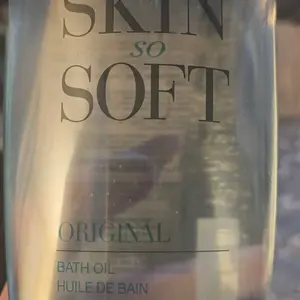 SKIN
so
SOFT
ORIGINAL
BATH OIL
HUILE DE BAIN